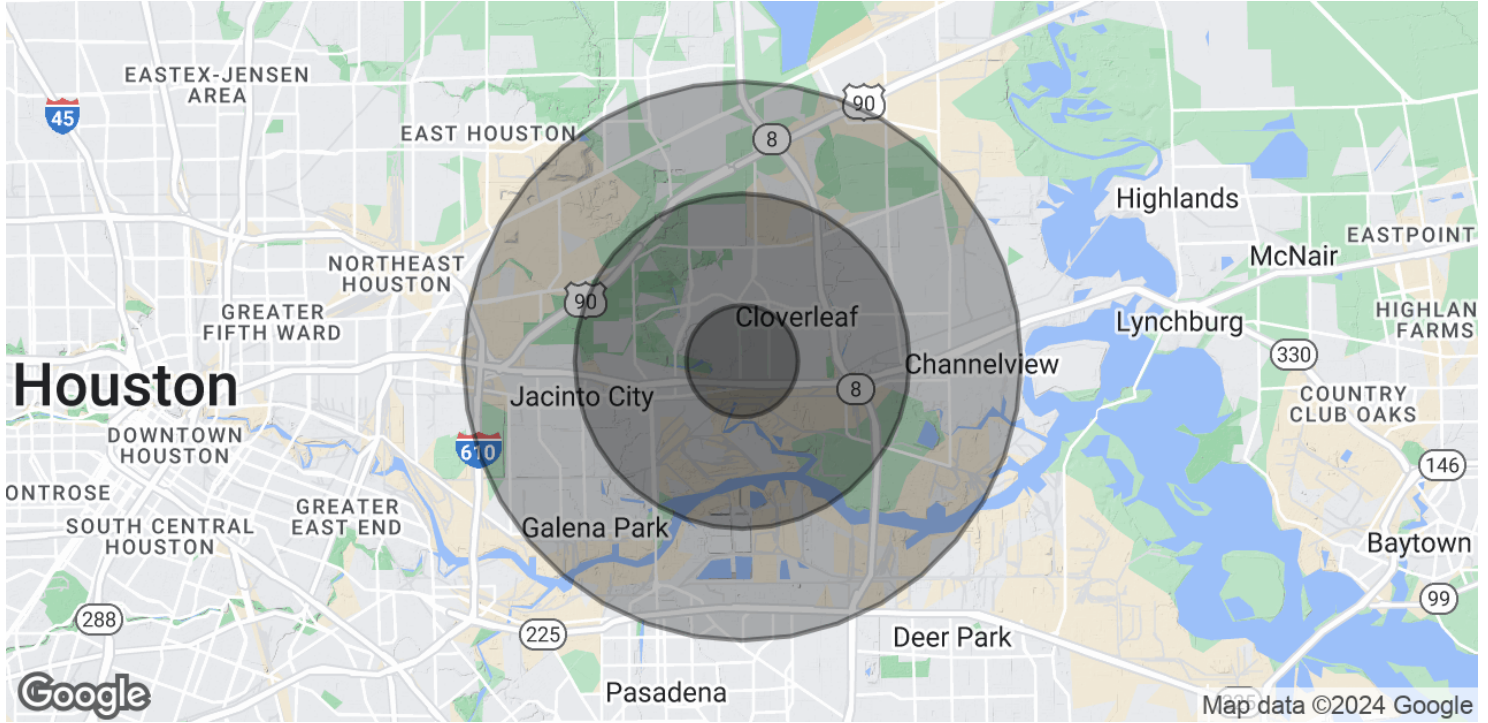 EASTEX-JENSEN
AREA
45
90
EAST HOUSTON
8
Highlands
EASTPOINT
McNair
NORTHEAST
HOUSTON
90
GREATER
FIFTH WARD
Cloverleaf
HIGHLAN
FARMS
Lynchburg
330
Channelview
Houston
Jacinto City
8
COUNTRY
CLUB OAKS
DOWNTOWN
HOUSTON
610
146
ONTROSE
GREATER
EAST END
SOUTH CENTRAL
HOUSTON
Galena Park
Baytown
99
288
225
Deer Park
Pasadena
Google
Map data ©2024 Google